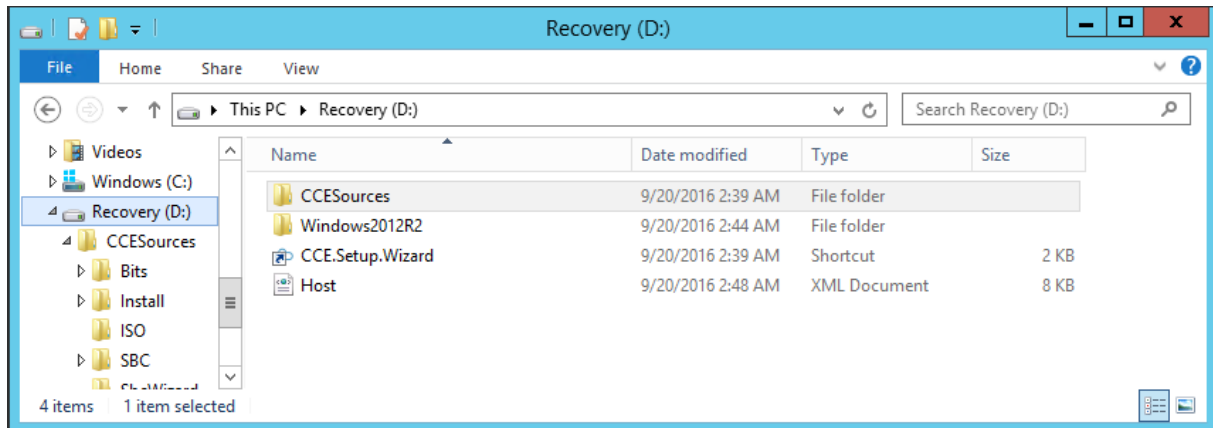 Recovery (D:)
File Home Share View
This PC Recovery (D:) Search Recovery (D:)
Videos
Windows (C:)
Recovery (D:)
CCESources
Bits
Install
ISO
SBC
Name Date modified Type Size
CCESources 9/20/2016 2:39 AM File folder
Windows2012R2 9/20/2016 2:44 AM File folder
CCE.Setup.Wizard 9/20/2016 2:39 AM Shortcut 2 KB
Host 9/20/2016 2:48 AM XML Document 8 KB
4 items 1 item selected